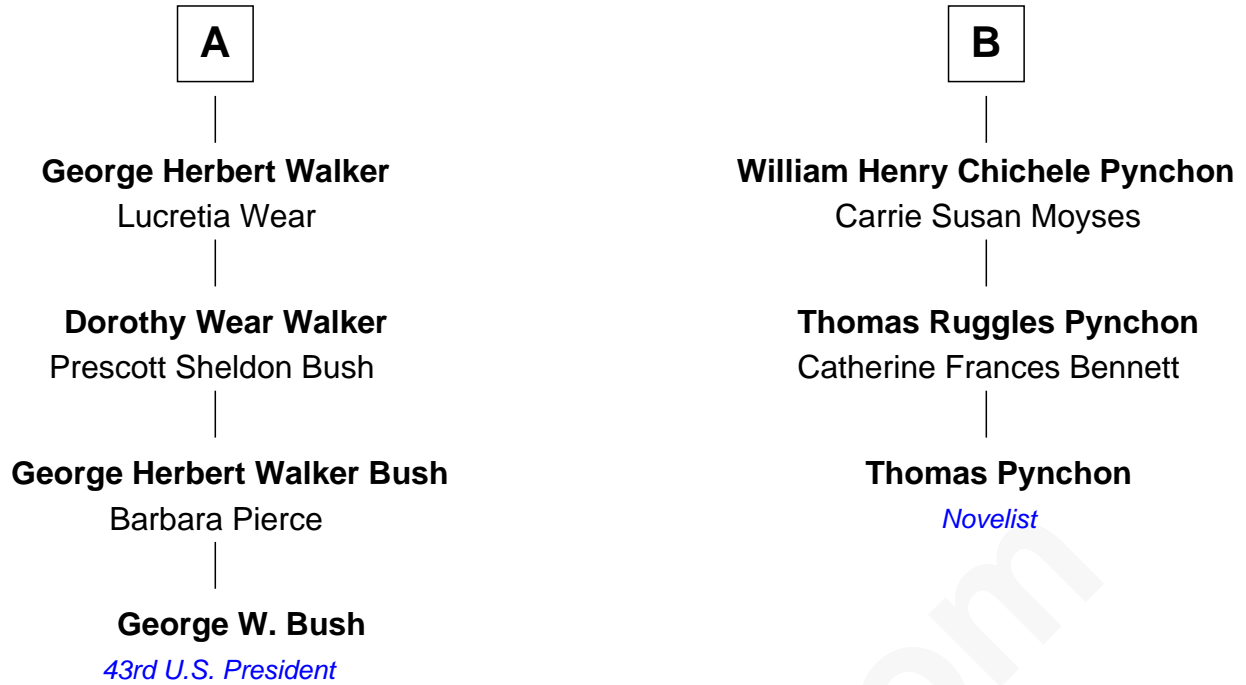 A
George Herbert Walker
Lucretia Wear
Dorothy Wear Walker
Prescott Sheldon Bush
George Herbert Walker Bush
Barbara Pierce
George W. Bush
43rd U.S. President
B
William Henry Chichele Pynchon
Carrie Susan Moyses
Thomas Ruggles Pynchon
Catherine Frances Bennett
Thomas Pynchon
Novelist
om